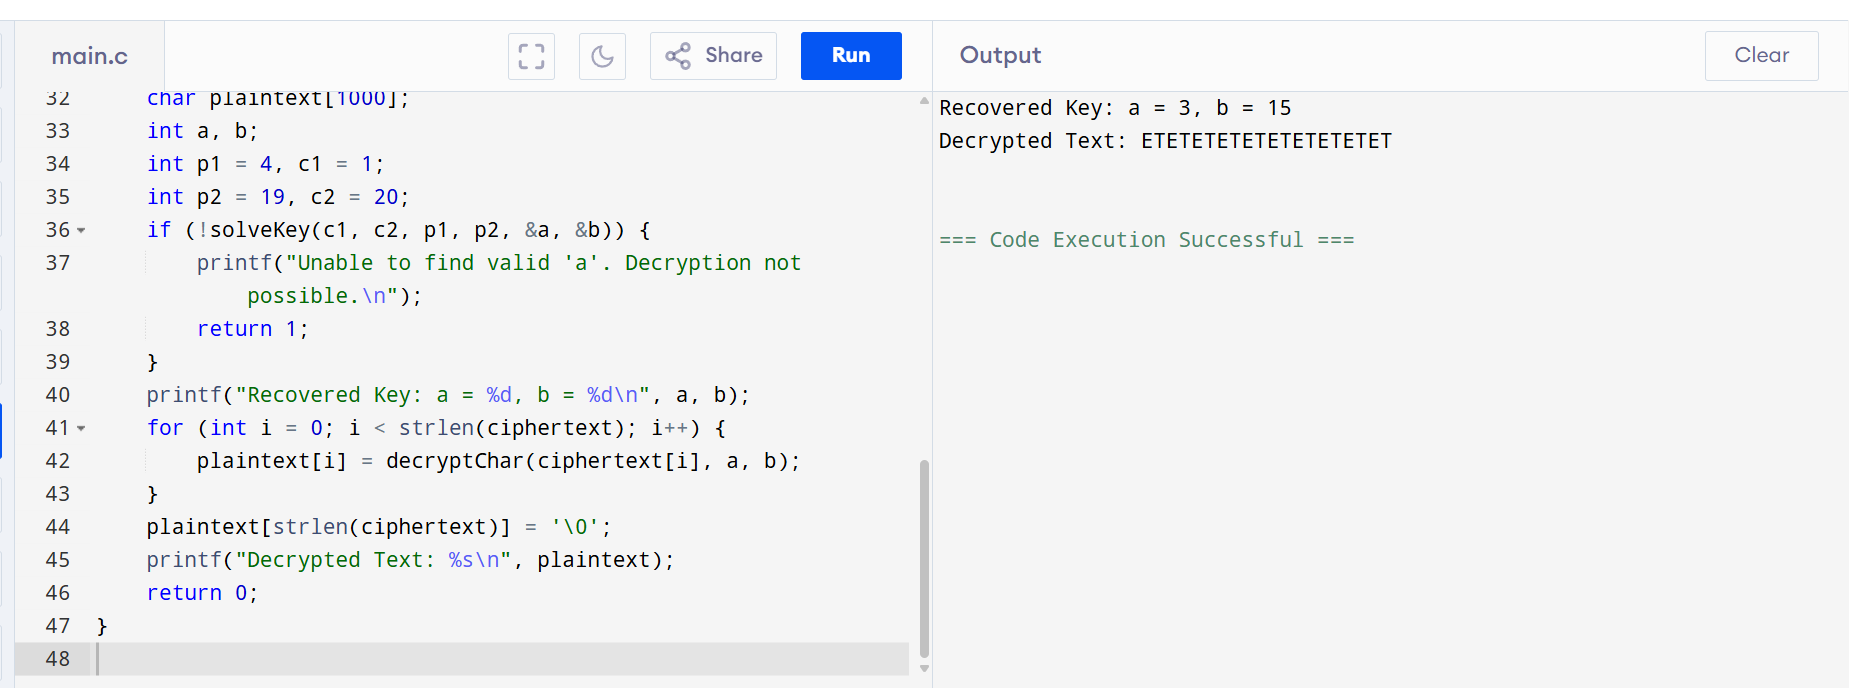 main.c
Share
Run
Output
Clear
32 char plaintext[1000];
33 int a, b;
34 int p1 = 4, c1 = 1;
35 int p2 = 19, c2 = 20;
36 if (!solveKey(c1, c2, p1, p2, &a, &b)) {
37 printf("Unable to find valid 'a'. Decryption not
possible.\n");
38 return 1;
39 }
40 printf("Recovered Key: a = %d, b = %d\n", a, b);
41 for (int i = 0; i < strlen(ciphertext); i++) {
42 plaintext[i] = decryptChar(ciphertext[i], a, b);
43 }
44 plaintext[strlen(ciphertext)] = '\0';
45 printf("Decrypted Text: %s\n", plaintext);
46 return 0;
47 }
48
Recovered Key: a = 3, b = 15
Decrypted Text: ETETETETETETETETETET
=== Code Execution Successful ===